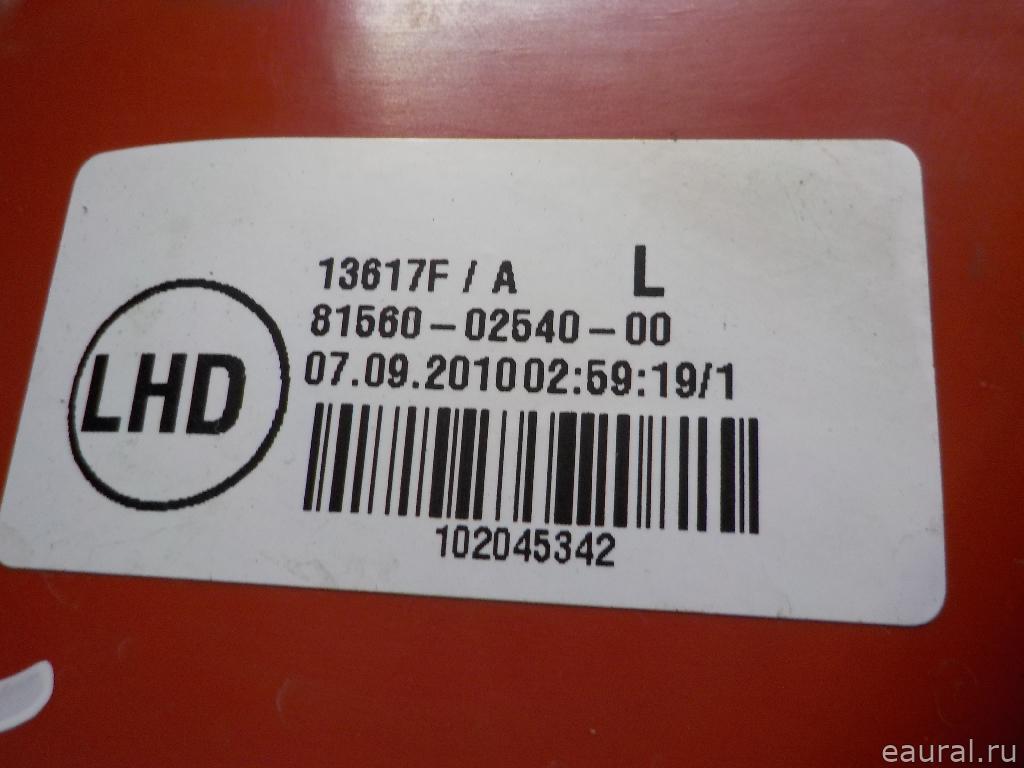 13617F / A L
81560-02540-00
07.09.2010 02:59:19/1
LHD
102045342
eaural.ru